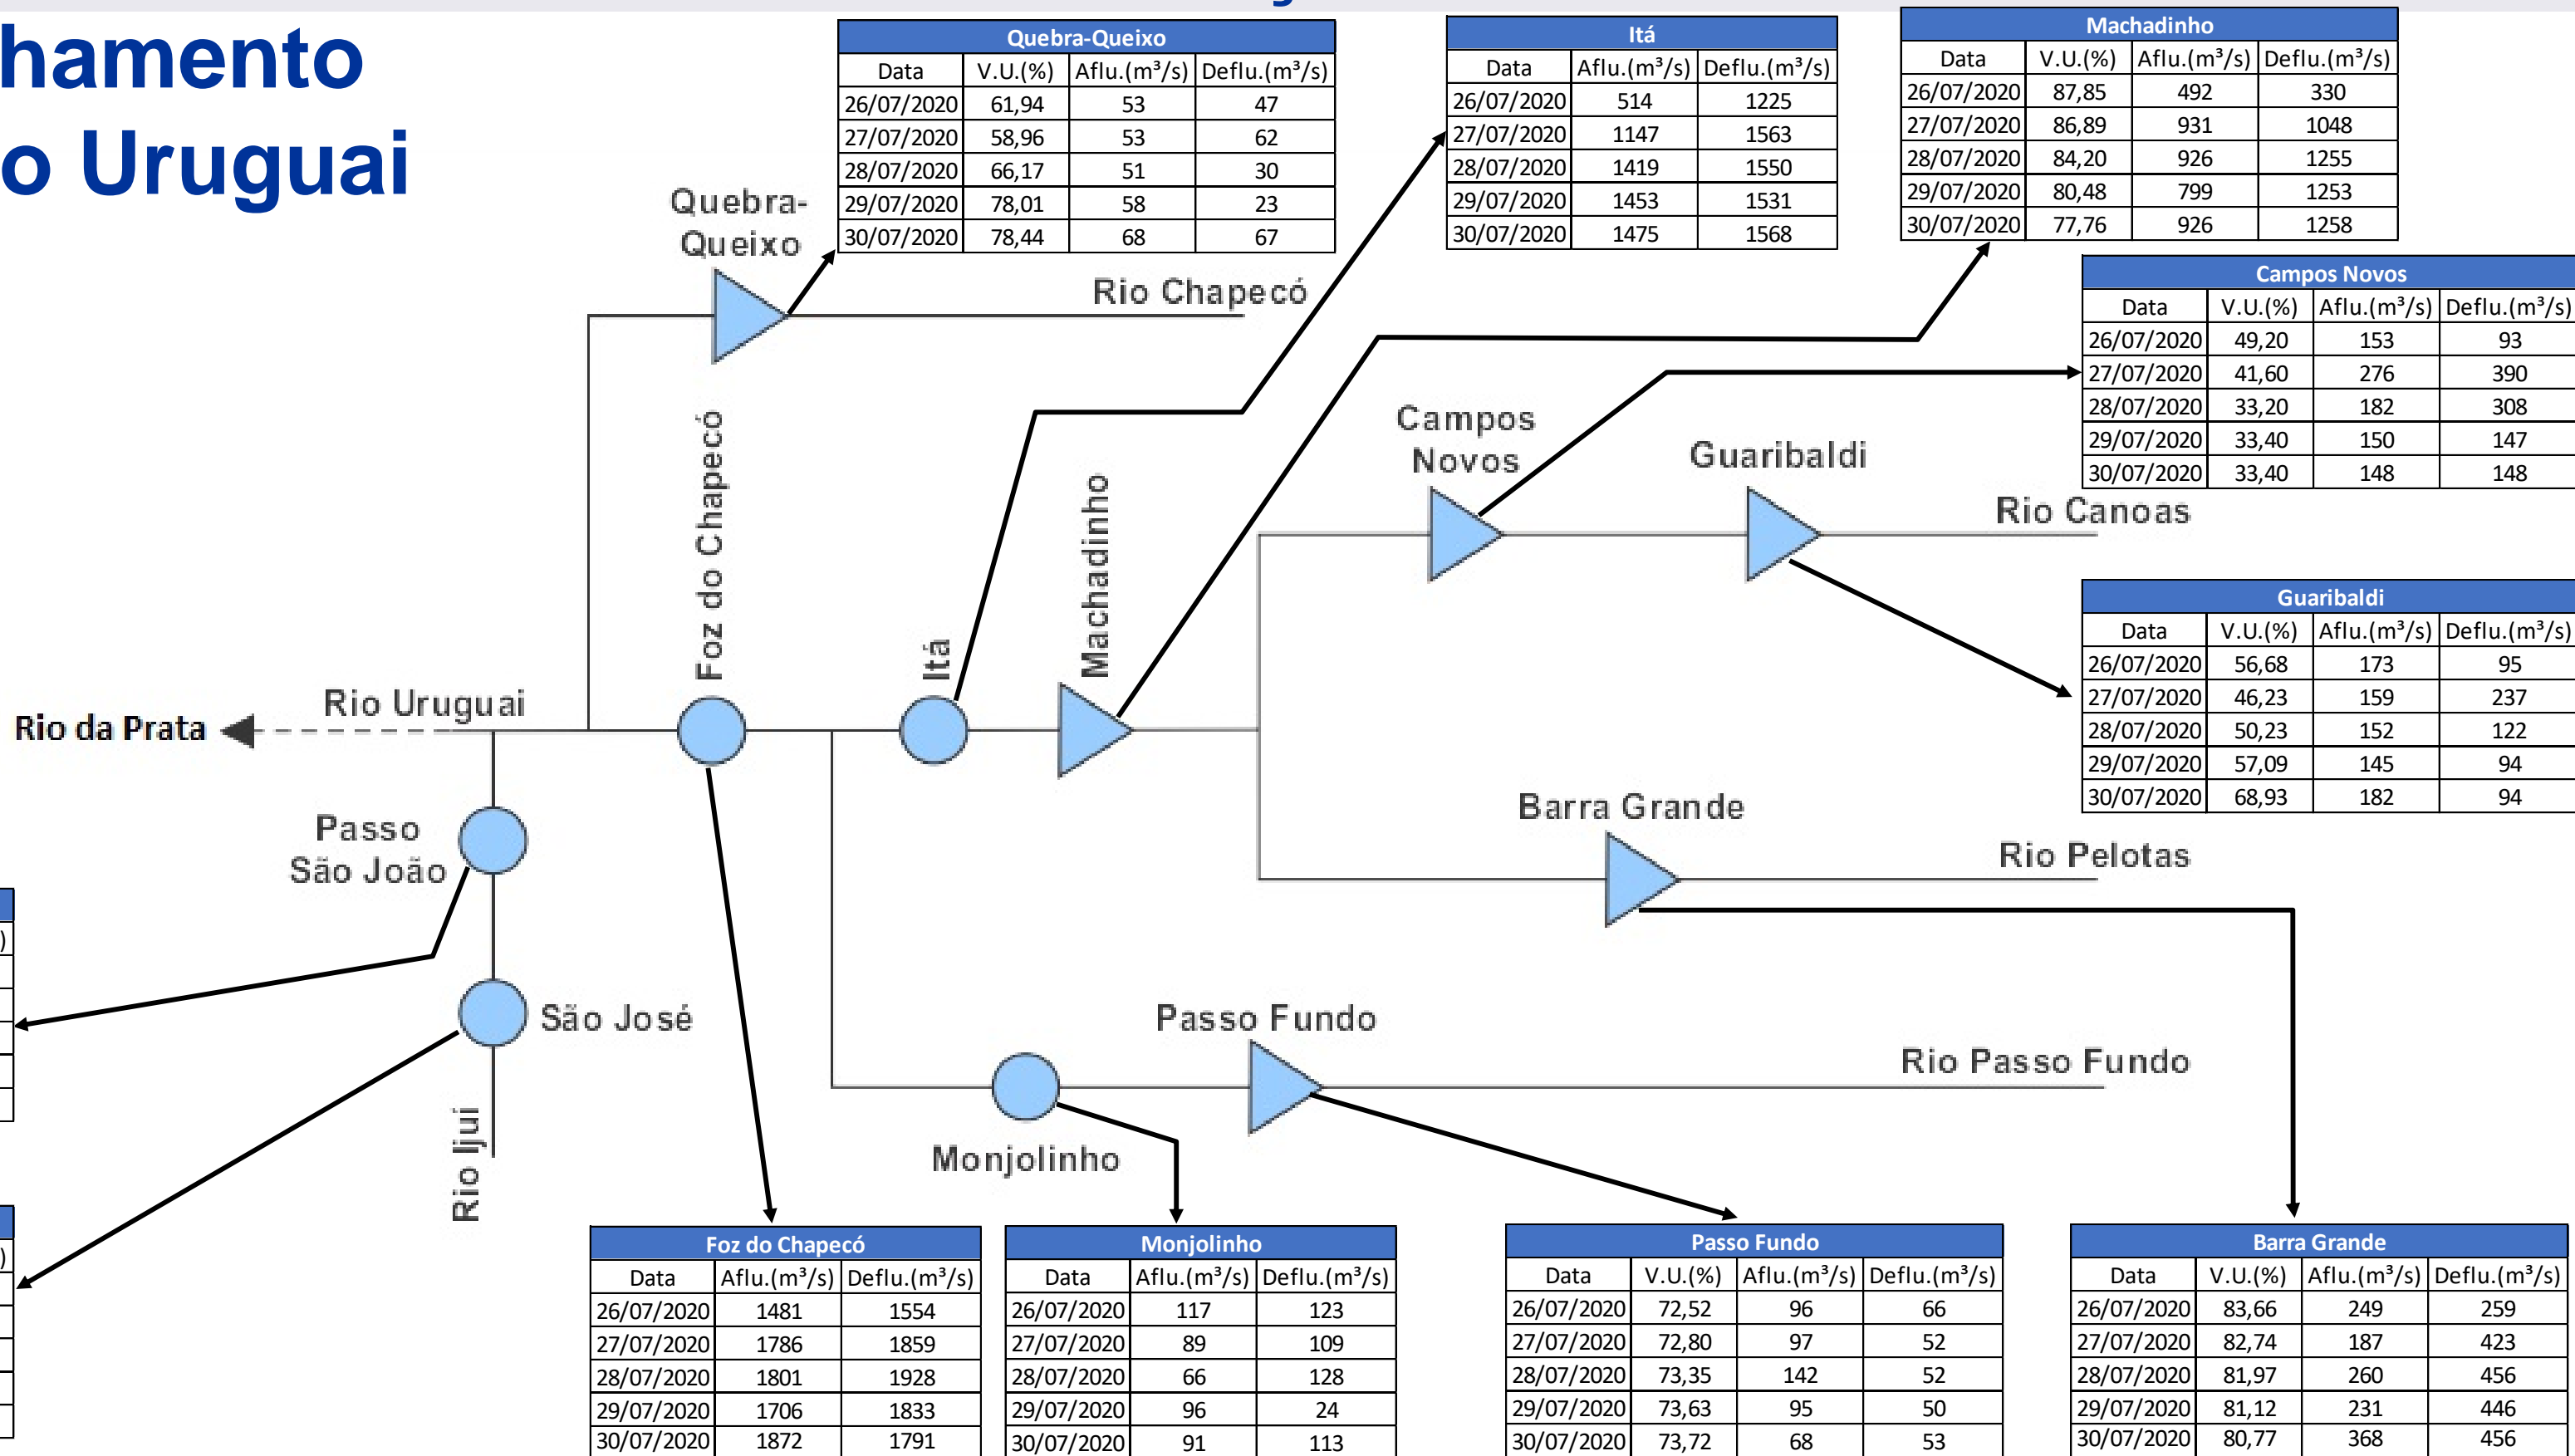 hamento
o Uruguai
Quebra-Queixo
Data V.U.(%) Aflu.(m³/s) Deflu.(m³/s)
26/07/2020 61,94 53 47
27/07/2020 58,96 53 62
28/07/2020 66,17 51 30
29/07/2020 78,01 58 23
30/07/2020 78,44 68 67
Itá
Data Aflu.(m³/s) Deflu.(m³/s)
26/07/2020 514 1225
27/07/2020 1147 1563
28/07/2020 1419 1550
29/07/2020 1453 1531
30/07/2020 1475 1568
Machadinho
Data V.U.(%) Aflu.(m³/s) Deflu.(m³/s)
26/07/2020 87,85 492 330
27/07/2020 86,89 931 1048
28/07/2020 84,20 926 1255
29/07/2020 80,48 799 1253
30/07/2020 77,76 926 1258
Campos Novos
Data V.U.(%) Aflu.(m³/s) Deflu.(m³/s)
26/07/2020 49,20 153 93
27/07/2020 41,60 276 390
28/07/2020 33,20 182 308
29/07/2020 33,40 150 147
30/07/2020 33,40 148 148
Quebra-
Queixo
Rio Chapecó
Foz do Chapecó
Itá
Machadinho
Campos
Novos
Guaribaldi
Rio Canoas
Guaribaldi
Data V.U.(%) Aflu.(m³/s) Deflu.(m³/s)
26/07/2020 56,68 173 95
27/07/2020 46,23 159 237
28/07/2020 50,23 152 122
29/07/2020 57,09 145 94
30/07/2020 68,93 182 94
Rio da Prata
Rio Uruguai
Passo
São João
Barra Grande
Rio Pelotas
São José
Passo Fundo
Rio Passo Fundo
Rio Ijui
Monjolinho
)
)
Foz do Chapecó
Data Aflu.(m³/s) Deflu.(m³/s)
26/07/2020 1481 1554
27/07/2020 1786 1859
28/07/2020 1801 1928
29/07/2020 1706 1833
30/07/2020 1872 1791
Monjolinho
Data Aflu.(m³/s) Deflu.(m³/s)
26/07/2020 117 123
27/07/2020 89 109
28/07/2020 66 128
29/07/2020 96 24
30/07/2020 91 113
Passo Fundo
Data V.U.(%) Aflu.(m³/s) Deflu.(m³/s)
26/07/2020 72,52 96 66
27/07/2020 72,80 97 52
28/07/2020 73,35 142 52
29/07/2020 73,63 95 50
30/07/2020 73,72 68 53
Barra Grande
Data V.U.(%) Aflu.(m³/s) Deflu.(m³/s)
26/07/2020 83,66 249 259
27/07/2020 82,74 187 423
28/07/2020 81,97 260 456
29/07/2020 81,12 231 446
30/07/2020 80,77 368 456